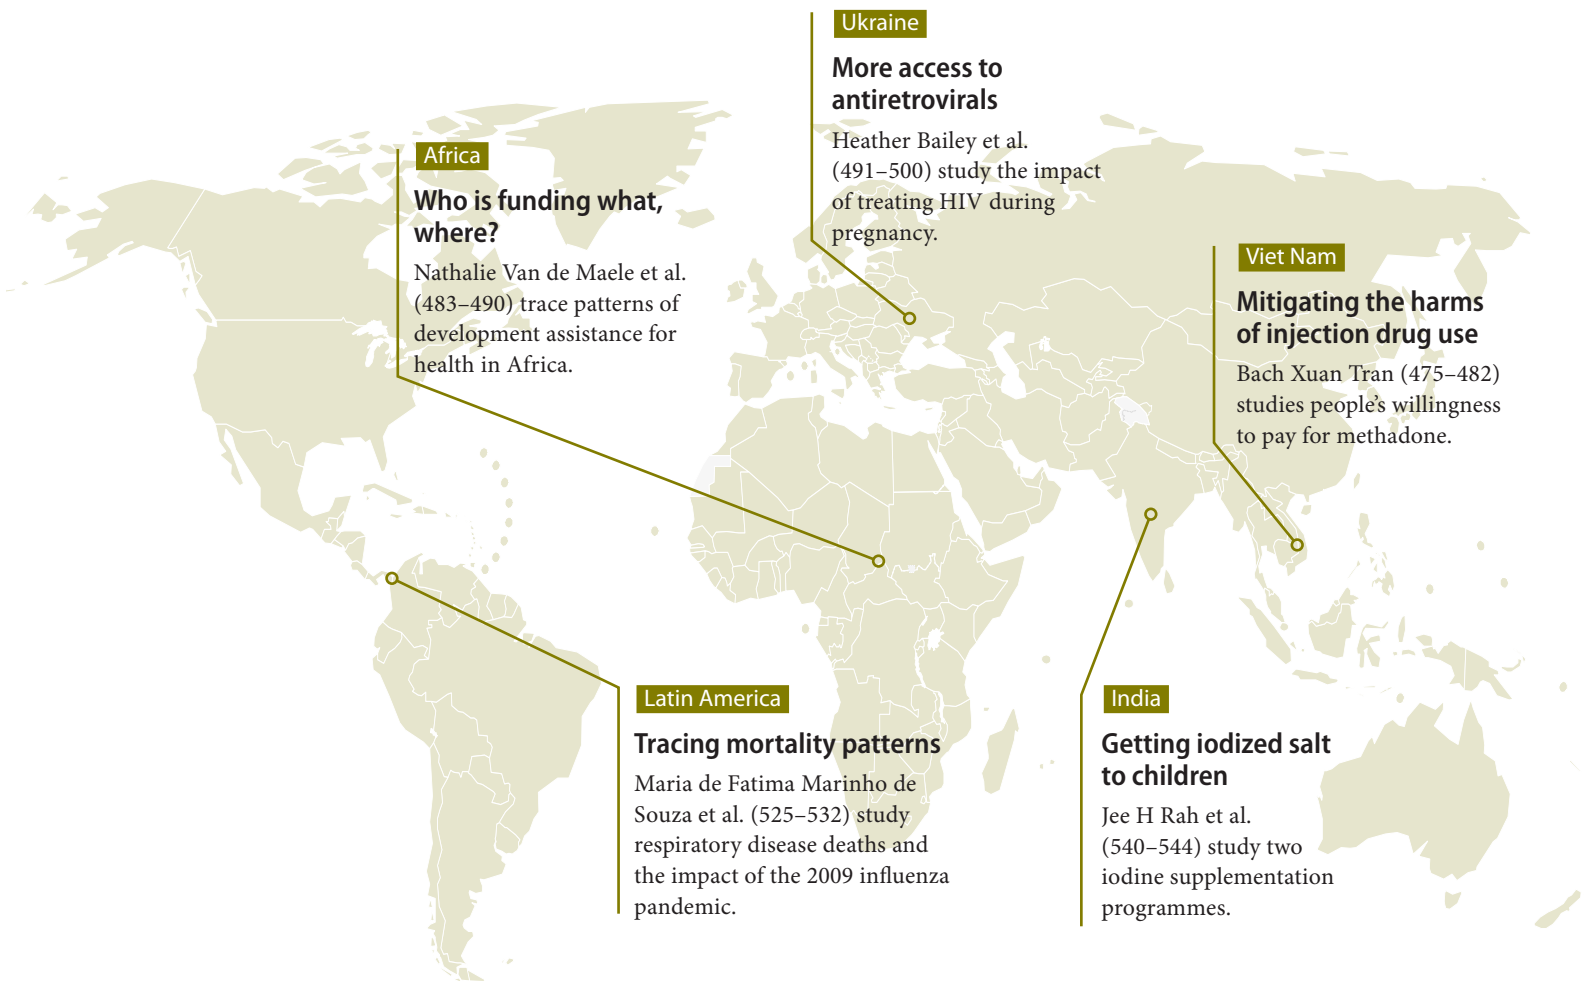 Ukraine
More access to
antiretrovirals
Heather Bailey et al.
(491–500) study the impact
of treating HIV during
pregnancy.
Africa
Who is funding what,
where?
Nathalie Van de Maele et al.
(483–490) trace patterns of
development assistance for
health in Africa.
Viet Nam
Mitigating the harms
of injection drug use
Bach Xuan Tran (475–482)
studies people’s willingness
to pay for methadone.
Latin America
Tracing mortality patterns
Maria de Fatima Marinho de
Souza et al. (525–532) study
respiratory disease deaths and
the impact of the 2009 influenza
pandemic.
India
Getting iodized salt
to children
Jee H Rah et al.
(540–544) study two
iodine supplementation
programmes.